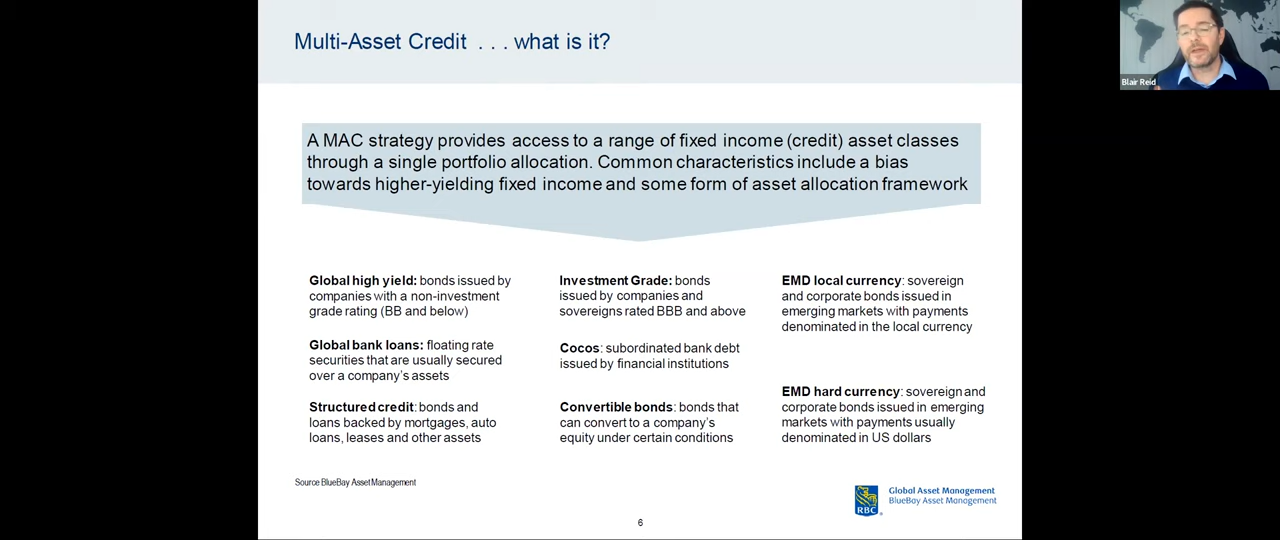 Multi-Asset Credit . . . what is it?
Blair Reid
A MAC strategy provides access to a range of fixed income (credit) asset classes
through a single portfolio allocation. Common characteristics include a bias
towards higher-yielding fixed income and some form of asset allocation framework
Global high yield: bonds issued by
companies with a non-investment
grade rating (BB and below)
Global bank loans: floating rate
securities that are usually secured
over a company's assets
Structured credit: bonds and
loans backed by mortgages, auto
loans, leases and other assets
Investment Grade: bonds
issued by companies and
sovereigns rated BBB and above
Cocos: subordinated bank debt
issued by financial institutions
Convertible bonds: bonds that
can convert to a company's
equity under certain conditions
EMD local currency: sovereign
and corporate bonds issued in
emerging markets with payments
denominated in the local currency
EMD hard currency: sovereign and
corporate bonds issued in emerging
markets with payments usually
denominated in US dollars
Source BlueBay Asset Management
RBC
Global Asset Management
BlueBay Asset Management
6